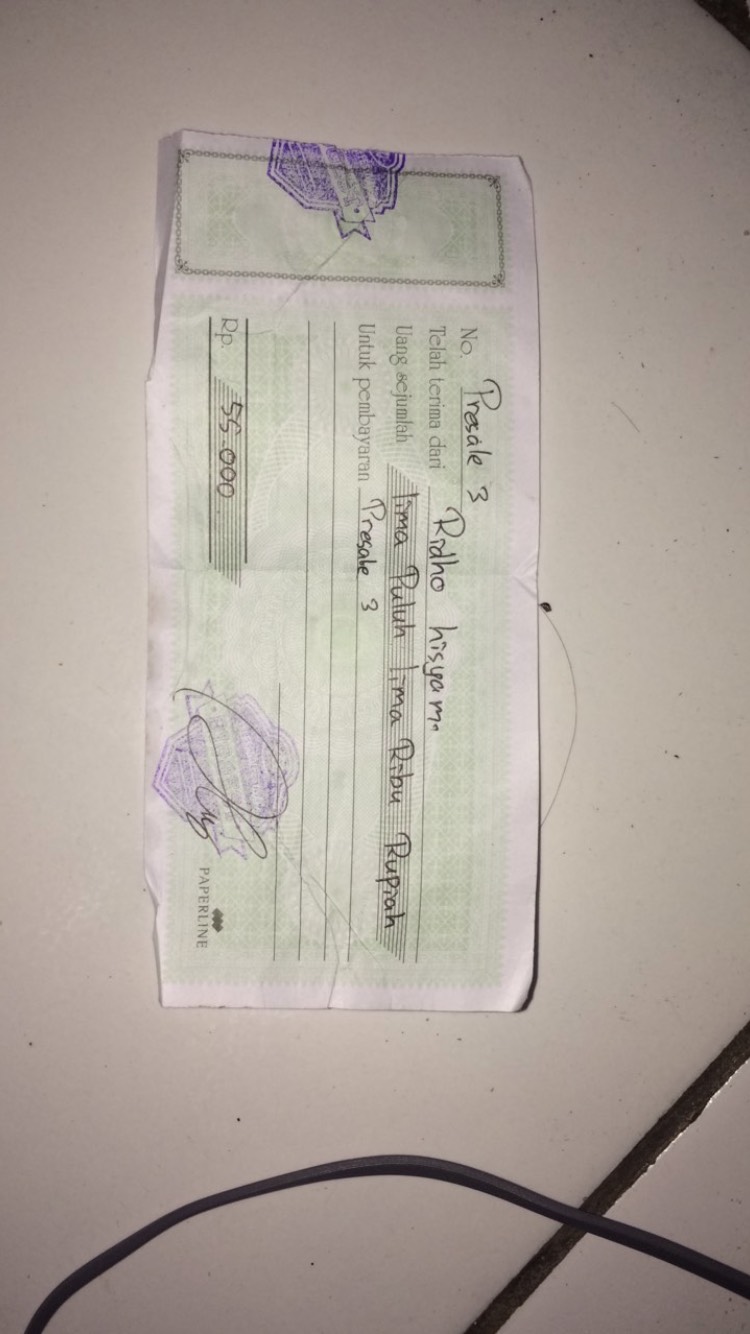 No. Presale 3
Telah terima dari Ridho hisyam.
Uang sejumlah lima Puluh lima Ribu Rupiah
Untuk pembayaran Presale 3
Rp. 55.000
PAPERLINE